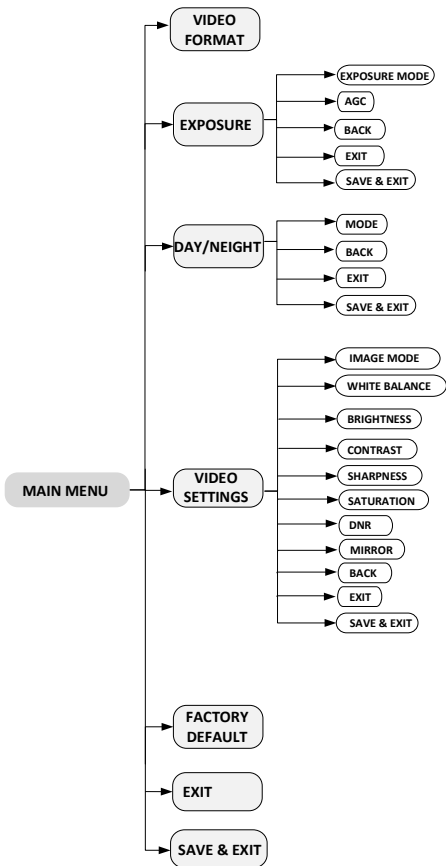 VIDEO
FORMAT
EXPOSURE
EXPOSURE MODE
AGC
BACK
EXIT
SAVE & EXIT
DAY/NEIGHT
MODE
BACK
EXIT
SAVE & EXIT
MAIN MENU
VIDEO
SETTINGS
IMAGE MODE
WHITE BALANCE
BRIGHTNESS
CONTRAST
SHARPNESS
SATURATION
DNR
MIRROR
BACK
EXIT
SAVE & EXIT
FACTORY
DEFAULT
EXIT
SAVE & EXIT